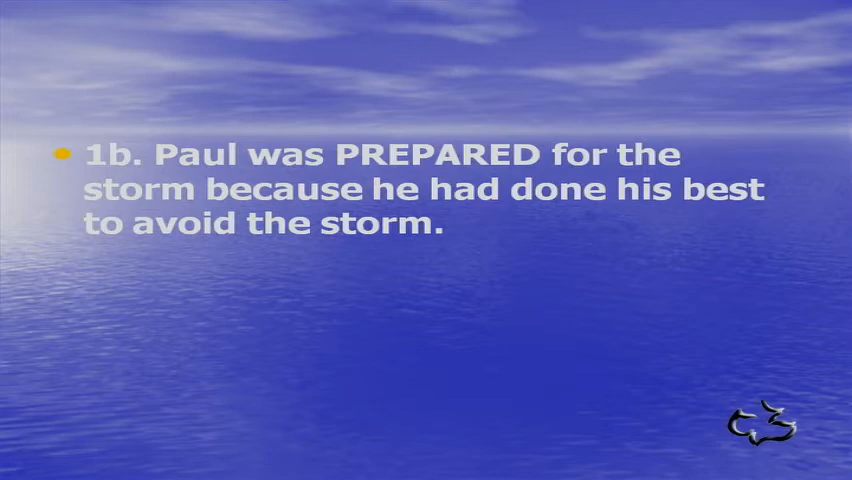 1b. Paul was PREPARED for the
storm because he had done his best
to avoid the storm.